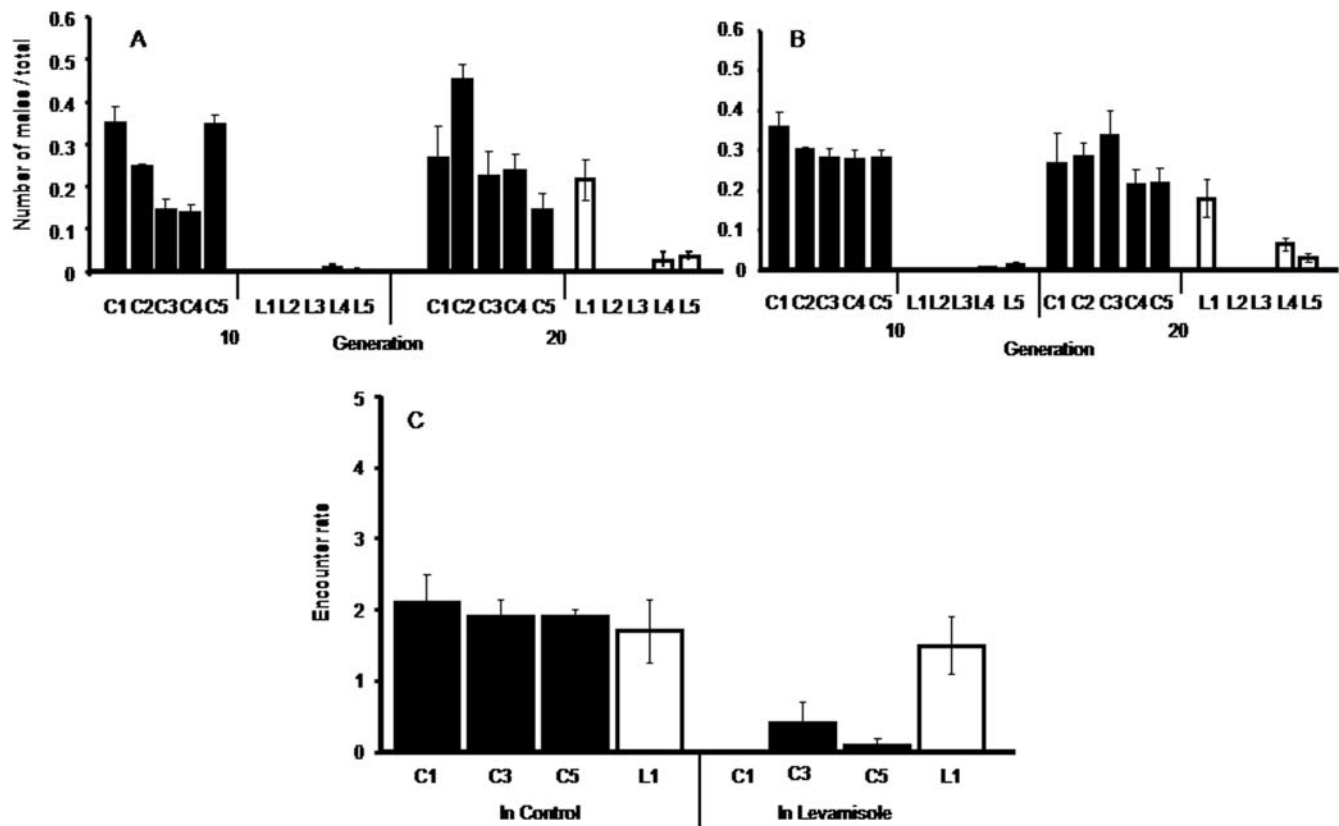 A
Number of males / total
0.6
0.5
0.4
0.3
0.2
0.1
0
C1 C2 C3 C4 C5 L1 L2 L3 L4 L5 C1 C2 C3 C4 C5 L1 L2 L3 L4 L5
10 Generation 20
B
0.6
0.5
0.4
0.3
0.2
0.1
0
C1 C2 C3 C4 C5 L1 L2 L3 L4 L5 C1 C2 C3 C4 C5 L1 L2 L3 L4 L5
10 20
Generation
C
Encounter rate
5
4
3
2
1
0
C1 C3 C5 L1 C1 C3 C5 L1
In Control In Levamisole